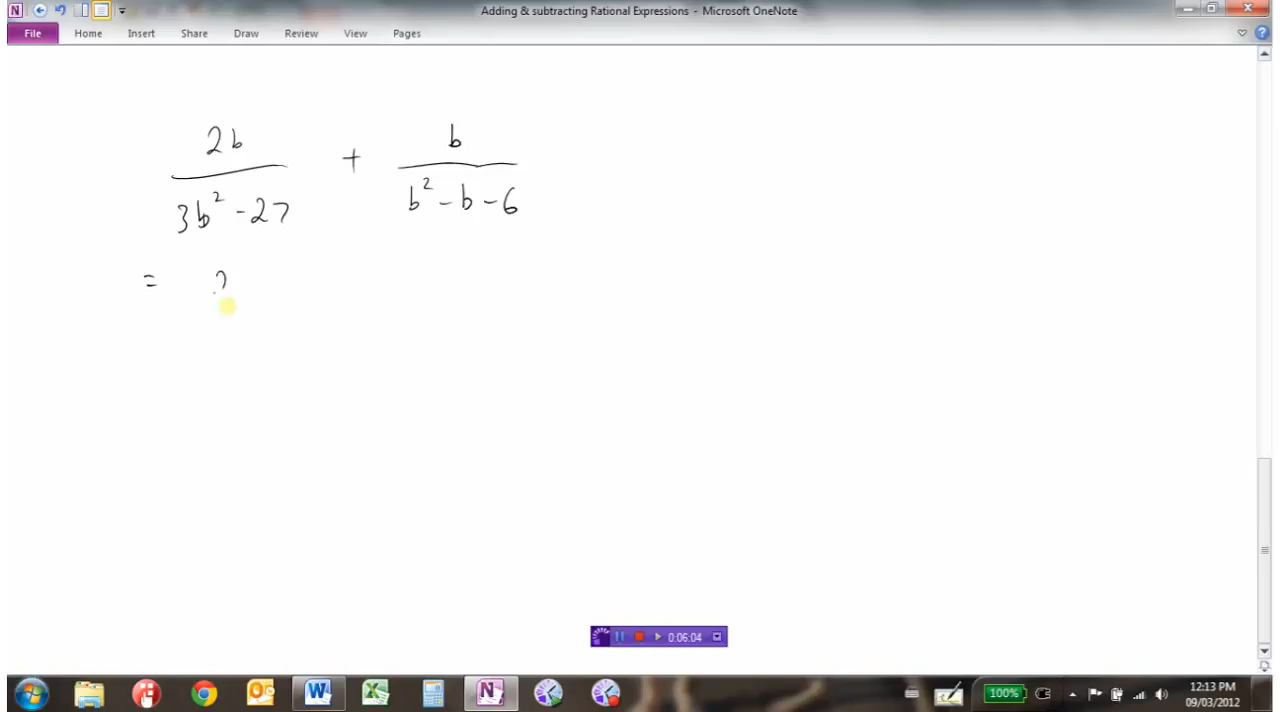 Adding & subtracting Rational Expressions - Microsoft OneNote
File Home Insert Share Draw Review View Pages
2b + b
3b² - 27 b² - b - 6
= 2
0:06:04
100% 12:13 PM
09/03/2012